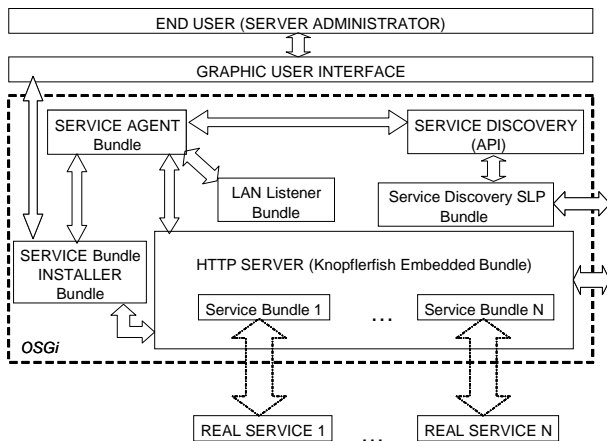 END USER (SERVER ADMINISTRATOR)
GRAPHIC USER INTERFACE
SERVICE AGENT
Bundle
SERVICE DISCOVERY
(API)
LAN Listener
Bundle
Service Discovery SLP
Bundle
SERVICE Bundle
INSTALLER
Bundle
HTTP SERVER (Knopflerfish Embedded Bundle)
Service Bundle 1
...
Service Bundle N
OSGi
REAL SERVICE 1
...
REAL SERVICE N